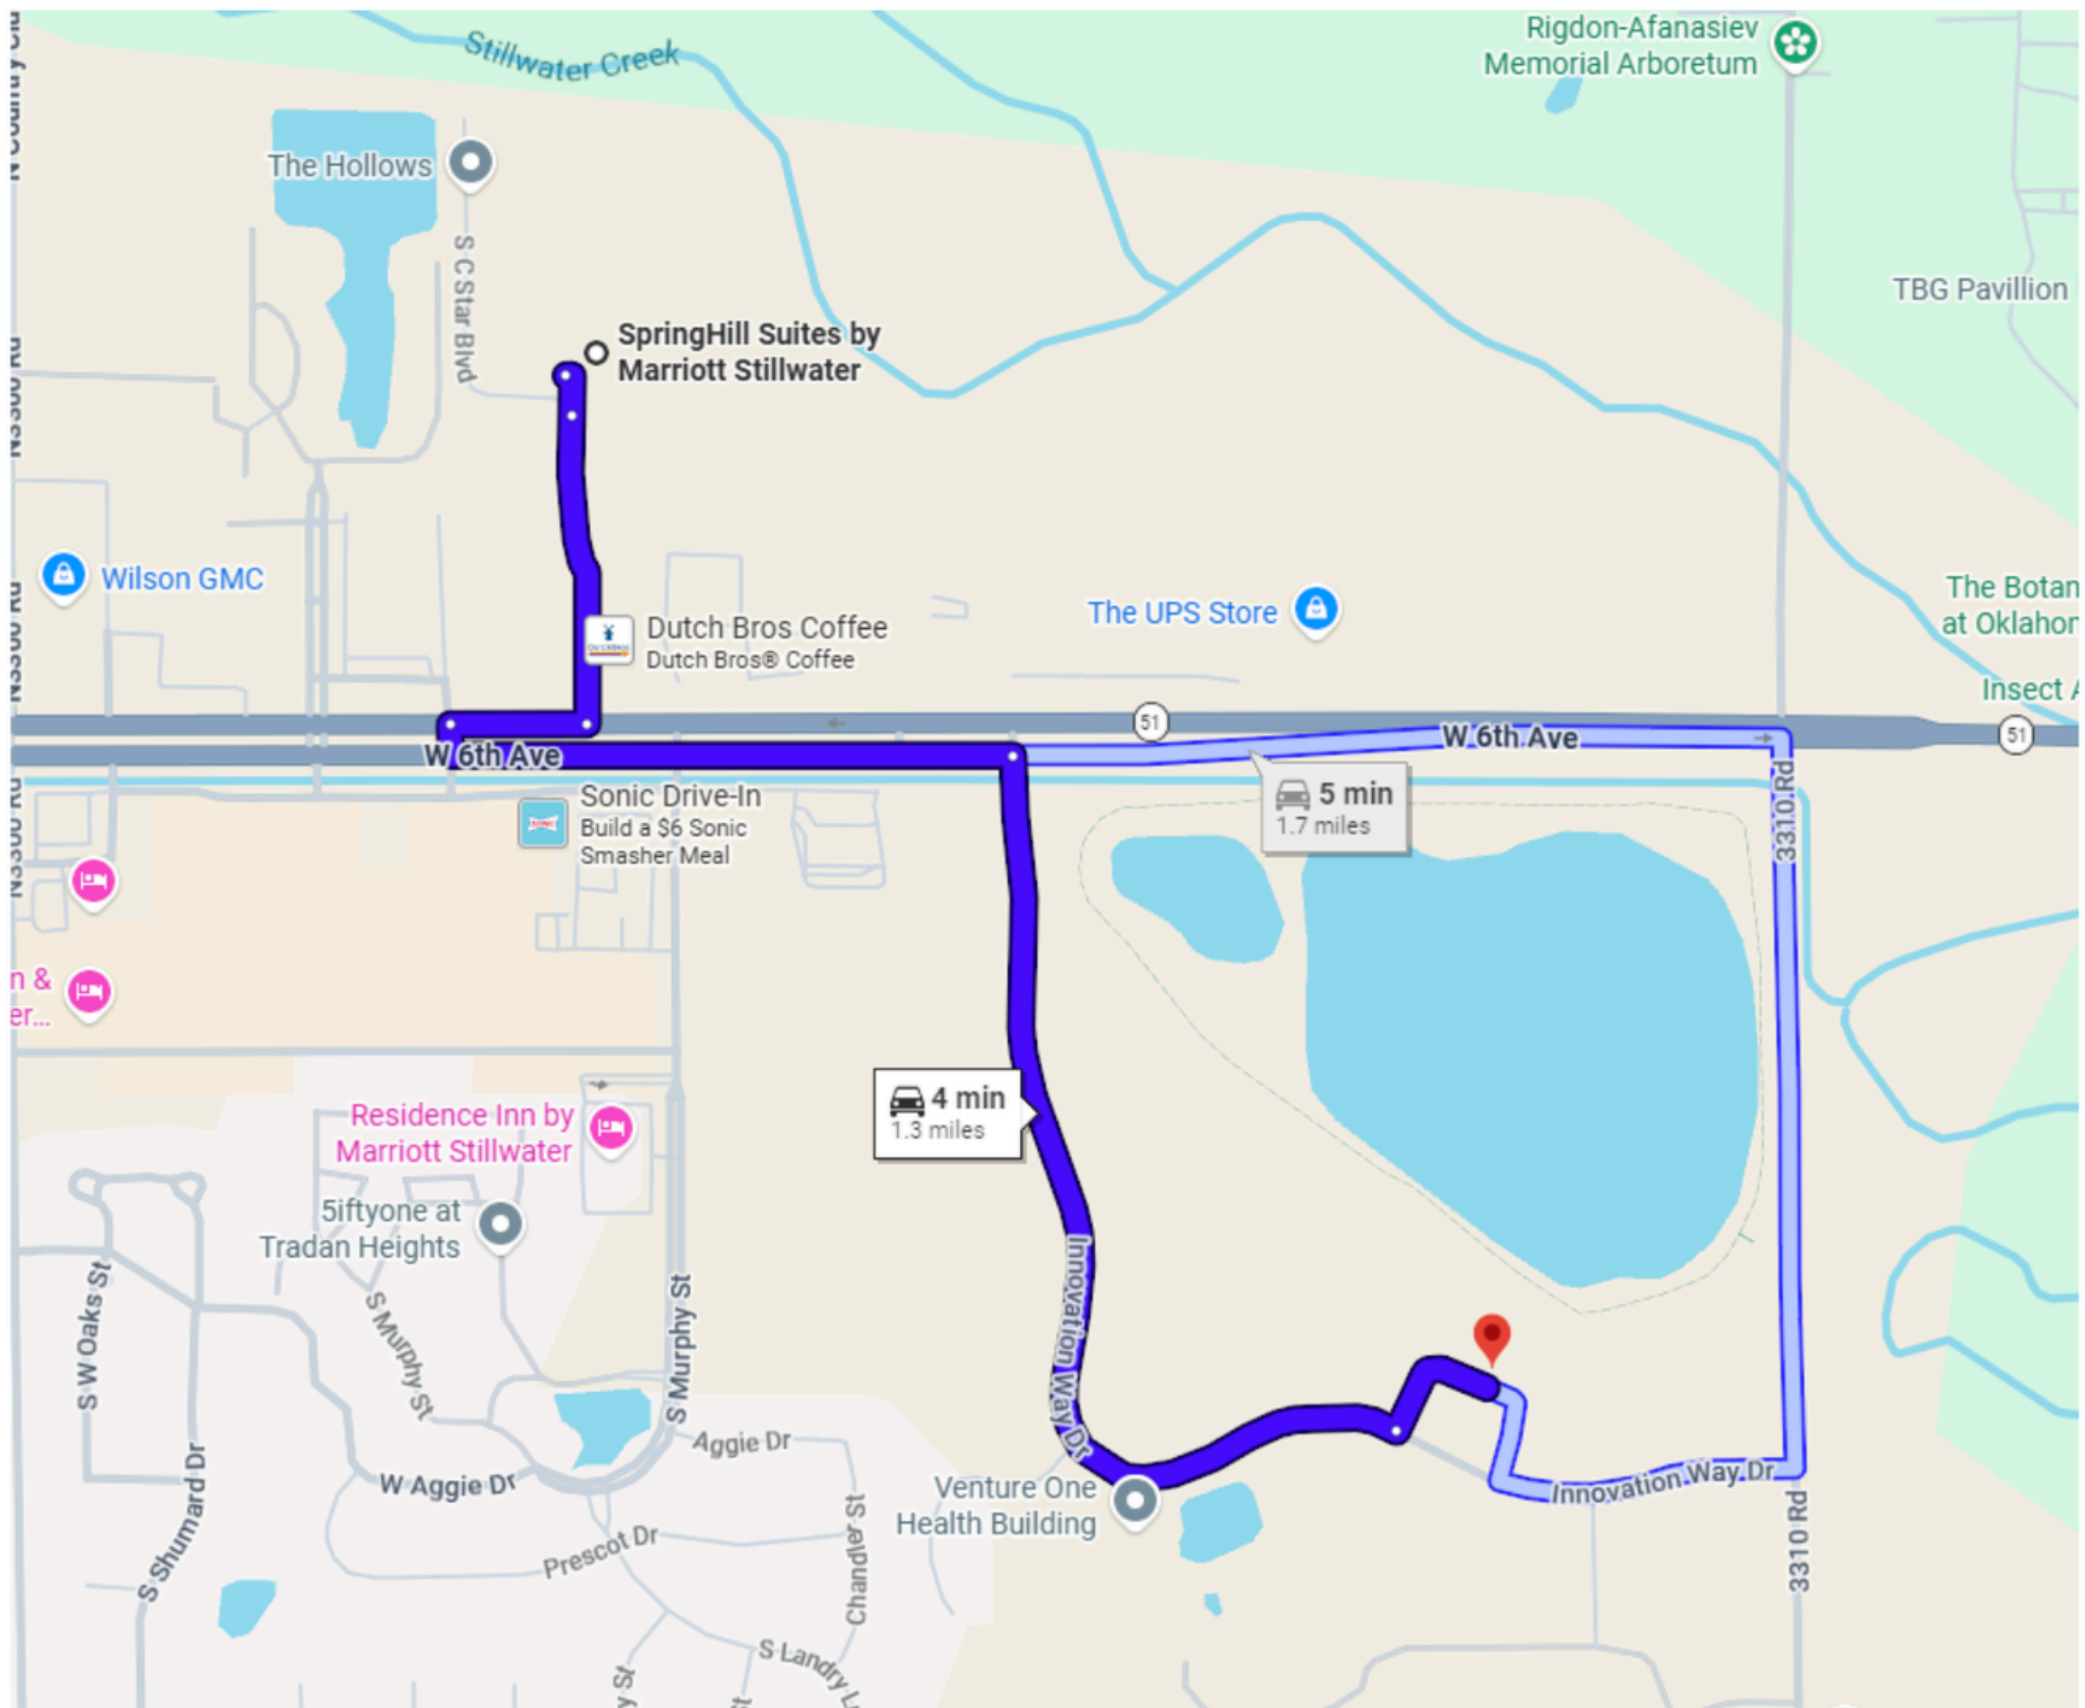 Stillwater Creek
Rigdon-Afanasiev
Memorial Arboretum
The Hollows
S C Star Blvd
TBG Pavillion
SpringHill Suites by
Marriott Stillwater
Wilson GMC
Dutch Bros Coffee
Dutch Bros® Coffee
The UPS Store
The Botan
at Oklahor
Insect A
51
51
W 6th Ave
W 6th Ave
5 min
1.7 miles
3310 Rd
Sonic Drive-In
Build a $6 Sonic
Smasher Meal
SONIC
n &
er...
4 min
1.3 miles
Residence Inn by
Marriott Stillwater
5iftyone at
Tradan Heights
S W Oaks St
S Murphy St
S Murphy St
Innovation Way Dr
S Shumard Dr
W Aggie Dr
Aggie Dr
Venture One
Health Building
Innovation Way Dr
3310 Rd
Prescot Dr
Chandler St
S Landry L
y St